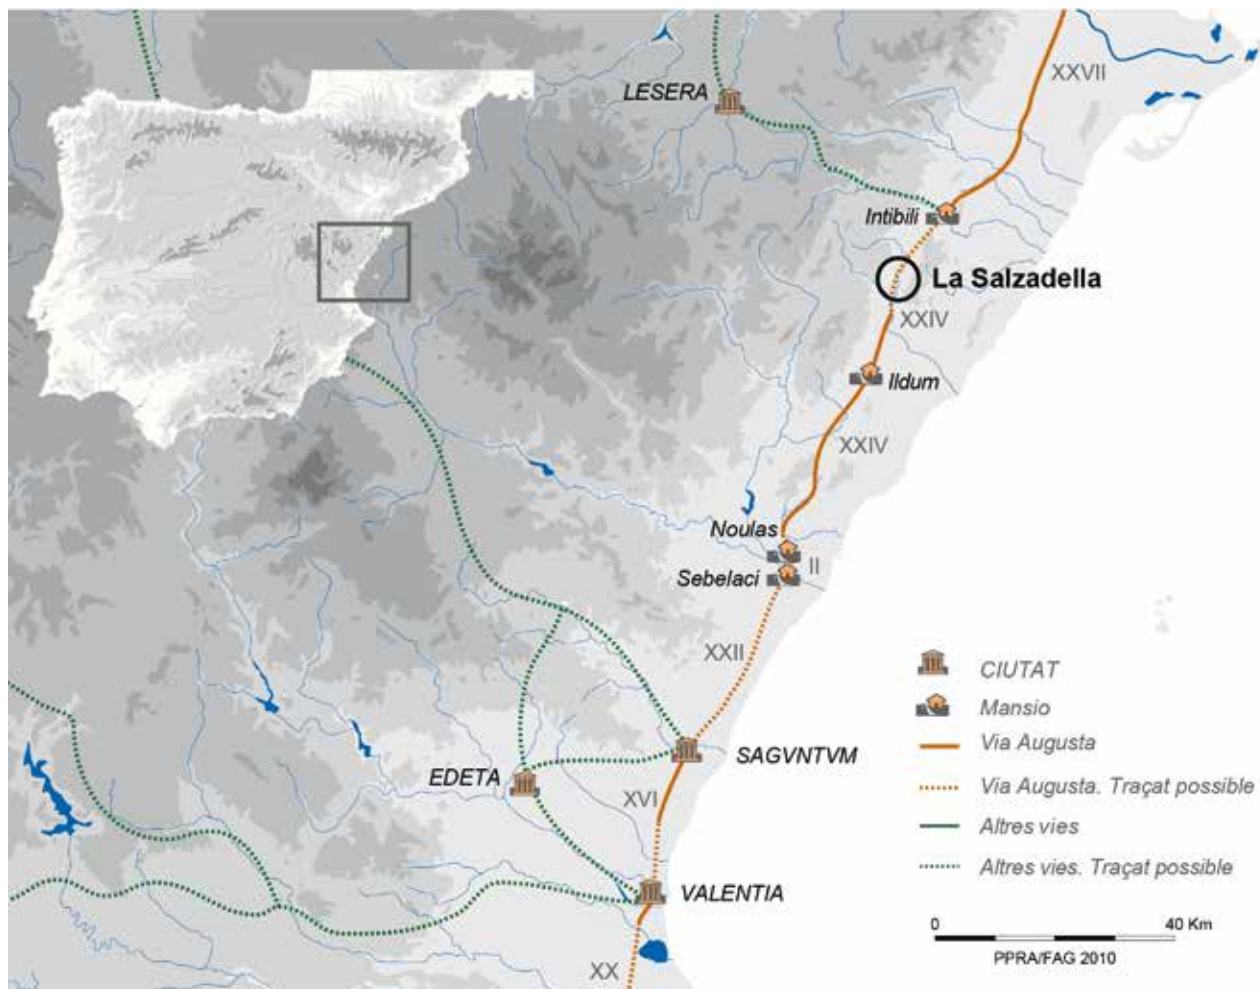 XXVII
LESERA
Intibili
La Salzadella
XXIV
Ildum
XXIV
Noulas
II
Sebelaci
XXII
CIUTAT
Mansio
Via Augusta
SAGVNTVM
EDETA
Via Augusta. Traçat possible
XVI
Altres vies
Altres vies. Traçat possible
VALENTIA
0 40 Km
PPRA/FAG 2010
XX